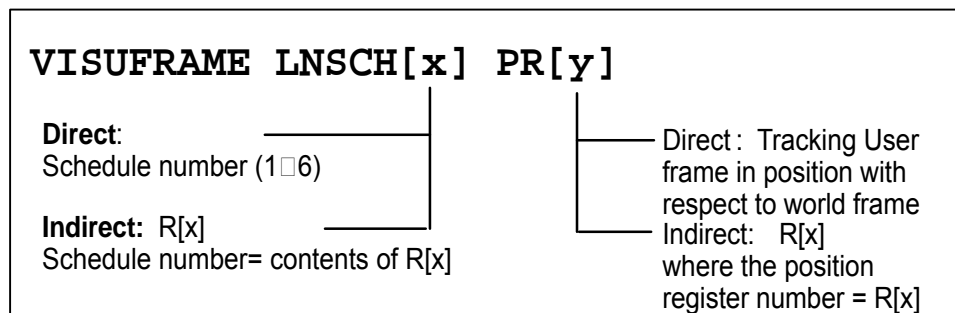 VISUFRAME LNSCH[x] PR[y]
Direct:
Schedule number (1□6)
Indirect: R[x]
Schedule number= contents of R[x]
Direct : Tracking User
frame in position with
respect to world frame
Indirect: R[x]
where the position
register number = R[x]